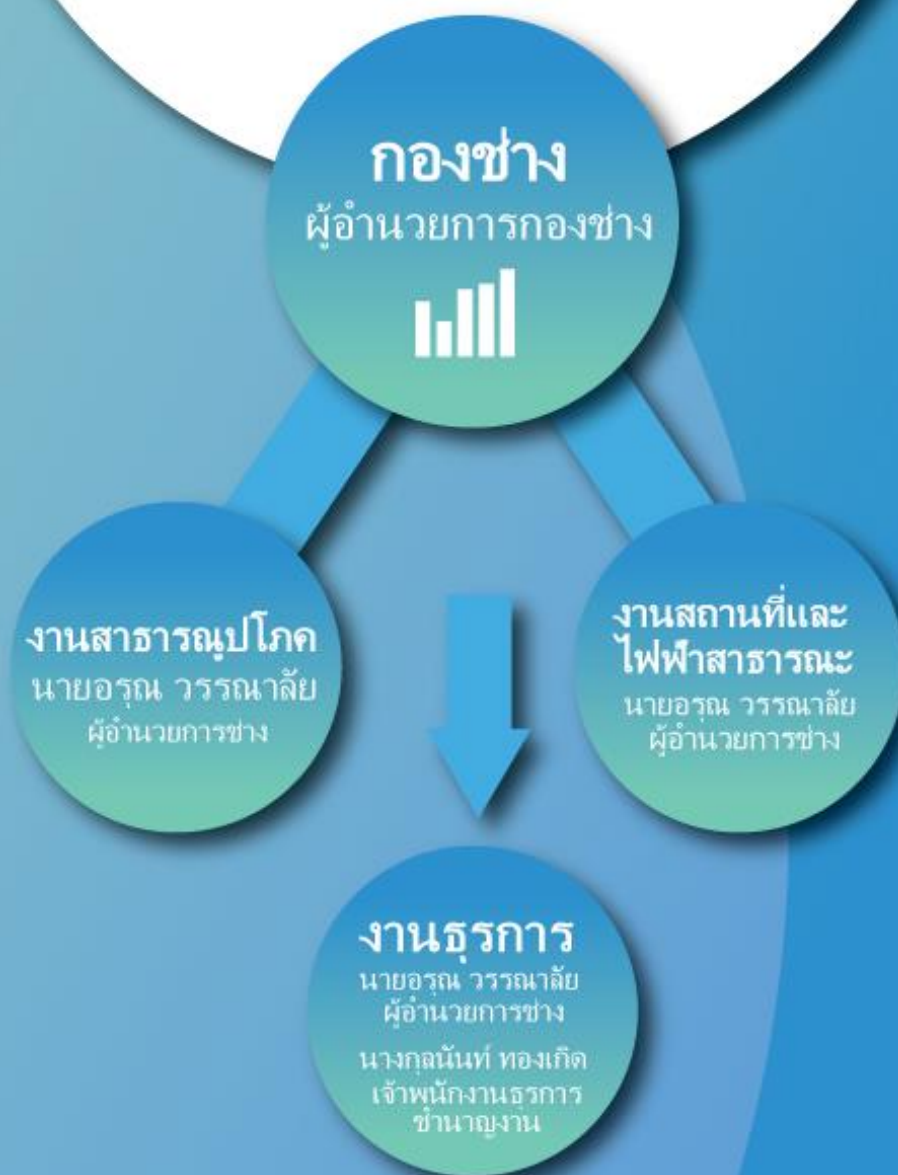 กองช่าง
ผู้อำนวยการกองช่าง
งานสาธารณูปโภค
นายอรุณ วรรณาลัย
ผู้อำนวยการช่าง
งานสถานที่และ
ไฟฟ้าสาธารณะ
นายอรุณ วรรณาลัย
ผู้อำนวยการช่าง
งานธุรการ
นายอรุณ วรรณาลัย
ผู้อำนวยการช่าง
นางกุลนันท์ ทองเกิด
เจ้าพนักงานธุรการ
ชำนาญงาน